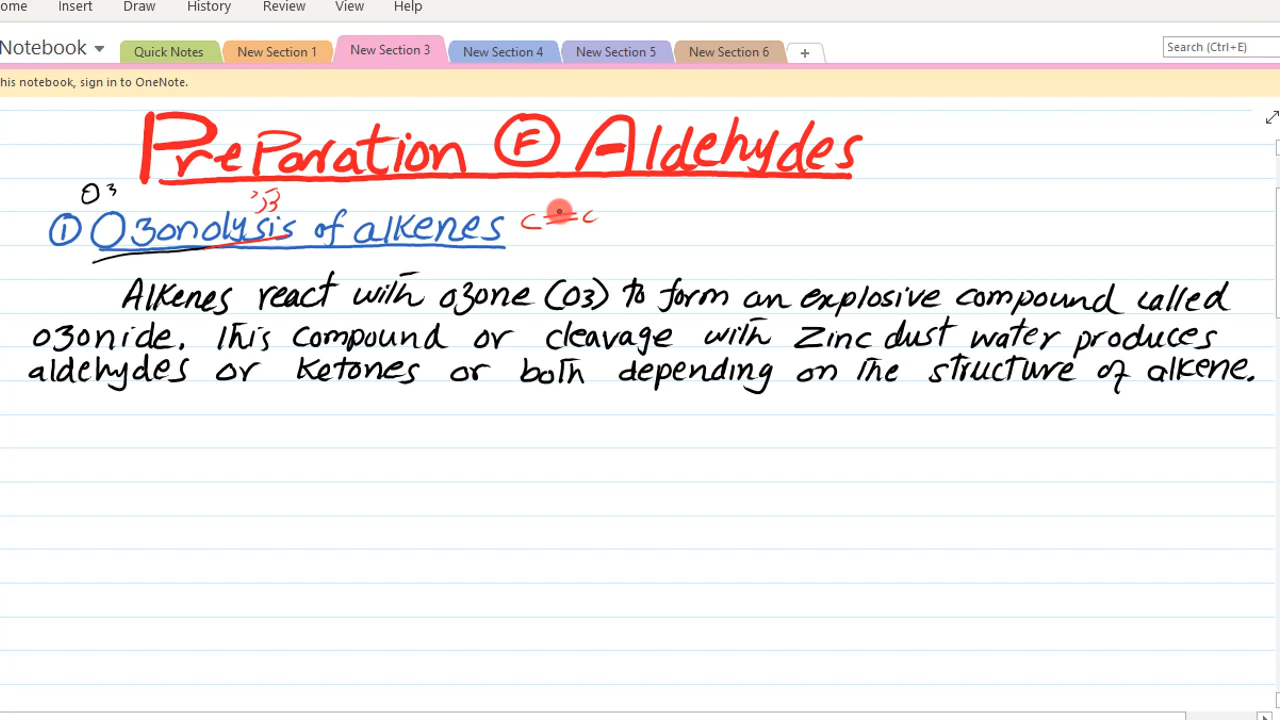 ome Insert Draw History Review View Help
Notebook Quick Notes New Section 1 New Section 3 New Section 4 New Section 5 New Section 6 + Search (Ctrl+E)
his notebook, sign in to OneNote.
Preparation F Aldehydes
O3
① Ozonolysis of alkenes C=C
Alkenes react with ozone (O3) to form an explosive compound called
ozonide. This compound or cleavage with Zinc dust water produces
aldehydes or ketones or both depending on the structure of alkene.